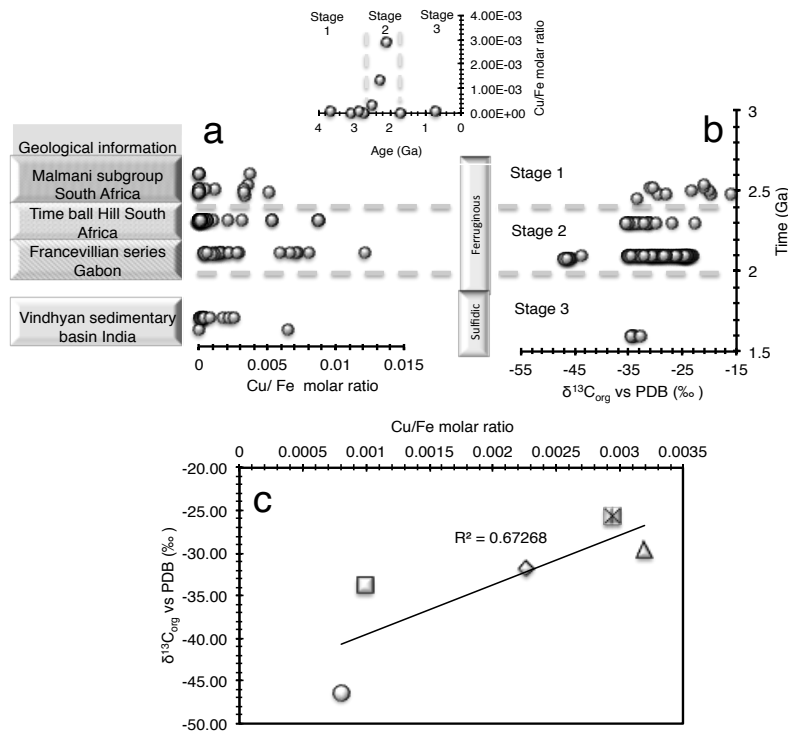 Stage 1
Stage 2
Stage 3
4.00E-03
3.00E-03
2.00E-03
1.00E-03
0.00E+00
Cu/Fe molar ratio
4 3 2 1 0
Age (Ga)
a
Geological information
Malmani subgroup
South Africa
Time ball Hill South
Africa
Francevillian series
Gabon
Vindhyan sedimentary
basin India
0 0.005 0.01 0.015
Cu/ Fe molar ratio
Ferruginous
Sulfidic
b
Stage 1
Stage 2
Stage 3
3
2.5
2
1.5
Time (Ga)
-55 -45 -35 -25 -15
δ¹³Corg vs PDB (‰ )
Cu/Fe molar ratio
0 0.0005 0.001 0.0015 0.002 0.0025 0.003 0.0035
c
-20.00
-25.00
-30.00
-35.00
-40.00
-45.00
-50.00
δ¹³Corg vs PDB (‰ )
R² = 0.67268